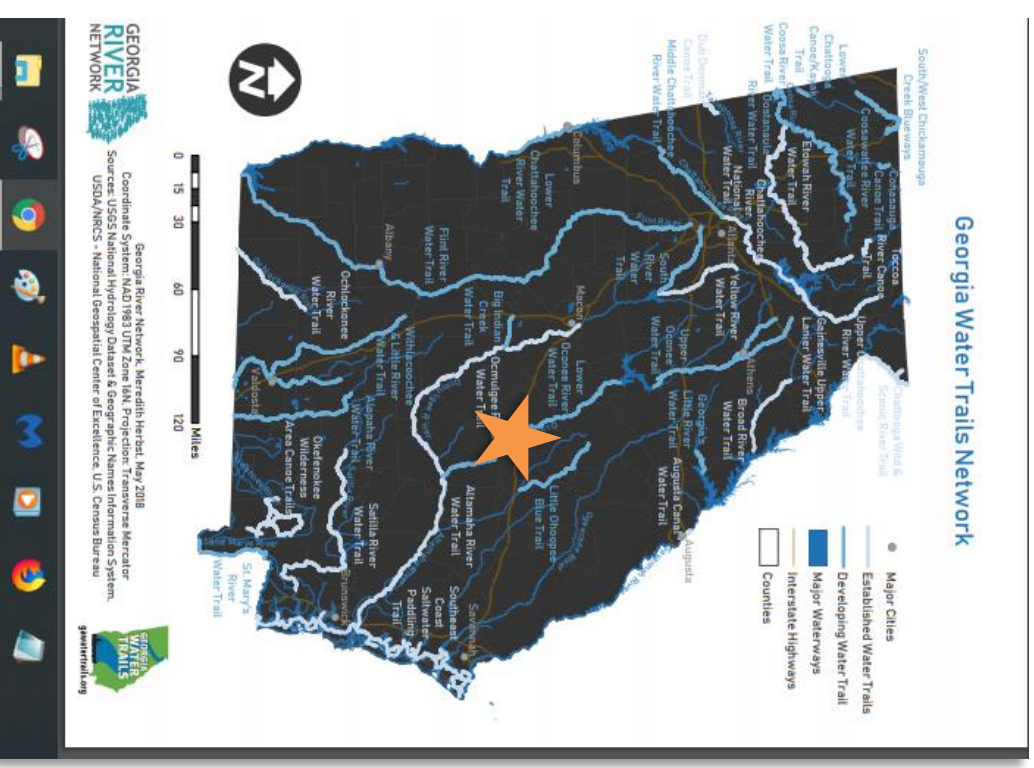 Georgia Water Trails Network
South/West Chickamauga
Creek Blueways
Toccoa
River Canoe
Trail
Conasauga
Canoe Trail
Coosawattee River
Water Trail
Lower
Chattooga
Canoe/Kayak
Trail
Coosa River
Water Trail
Oostanaula
River Water Trail
Etowah River
Water Trail
Chattahoochee
River
National
Water Trail
Middle Chattahoochee
River Water Trail
Canoe Trail
Upper Chattahoochee
River Water Trail
Chattooga Wild &
Scenic River Trail
Gainesville Upper
Lanier Water Trail
Broad River
Water Trail
Athens
Atlanta
Yellow River
Water Trail
South
River
Water
Trail
Upper
Oconee River
Water Trail
Georgia's
Little River
Water Trail
Augusta Canal
Water Trail
Augusta
Columbus
Lower
Chattahoochee
River Water
Trail
Flint River
Water Trail
Macon
Big Indian
Creek
Lower
Oconee River
Water Trail
Ocmulgee
Water Trail
Little Ohoopee
Blue Trail
Altamaha River
Water Trail
Albany
Ochlockonee
River
Water Trail
Withlacoochee
& Little River
Water Trail
Alapaha River
Water Trail
Valdosta
Okefenokee
Wilderness
Area Canoe Trails
Satilla River
Water Trail
Brunswick
Southeast
Coast
Saltwater
Paddling
Trail
Savannah
St. Mary's
River
Water Trail
Major Cities
Established Water Trails
Developing Water Trail
Major Waterways
Interstate Highways
Counties
N
0 15 30 60 90 120
Miles
GEORGIA
RIVER
NETWORK
Georgia River Network, Meredith Herbst, May 2018
Coordinate System: NAD 1983 UTM Zone 16N, Projection: Transverse Mercator
Sources: USGS National Hydrology Dataset & Geographic Names Information System,
USDA/NRCS - National Geospatial Center of Excellence, U.S. Census Bureau
GEORGIA
WATER
TRAILS
gawatertrails.org